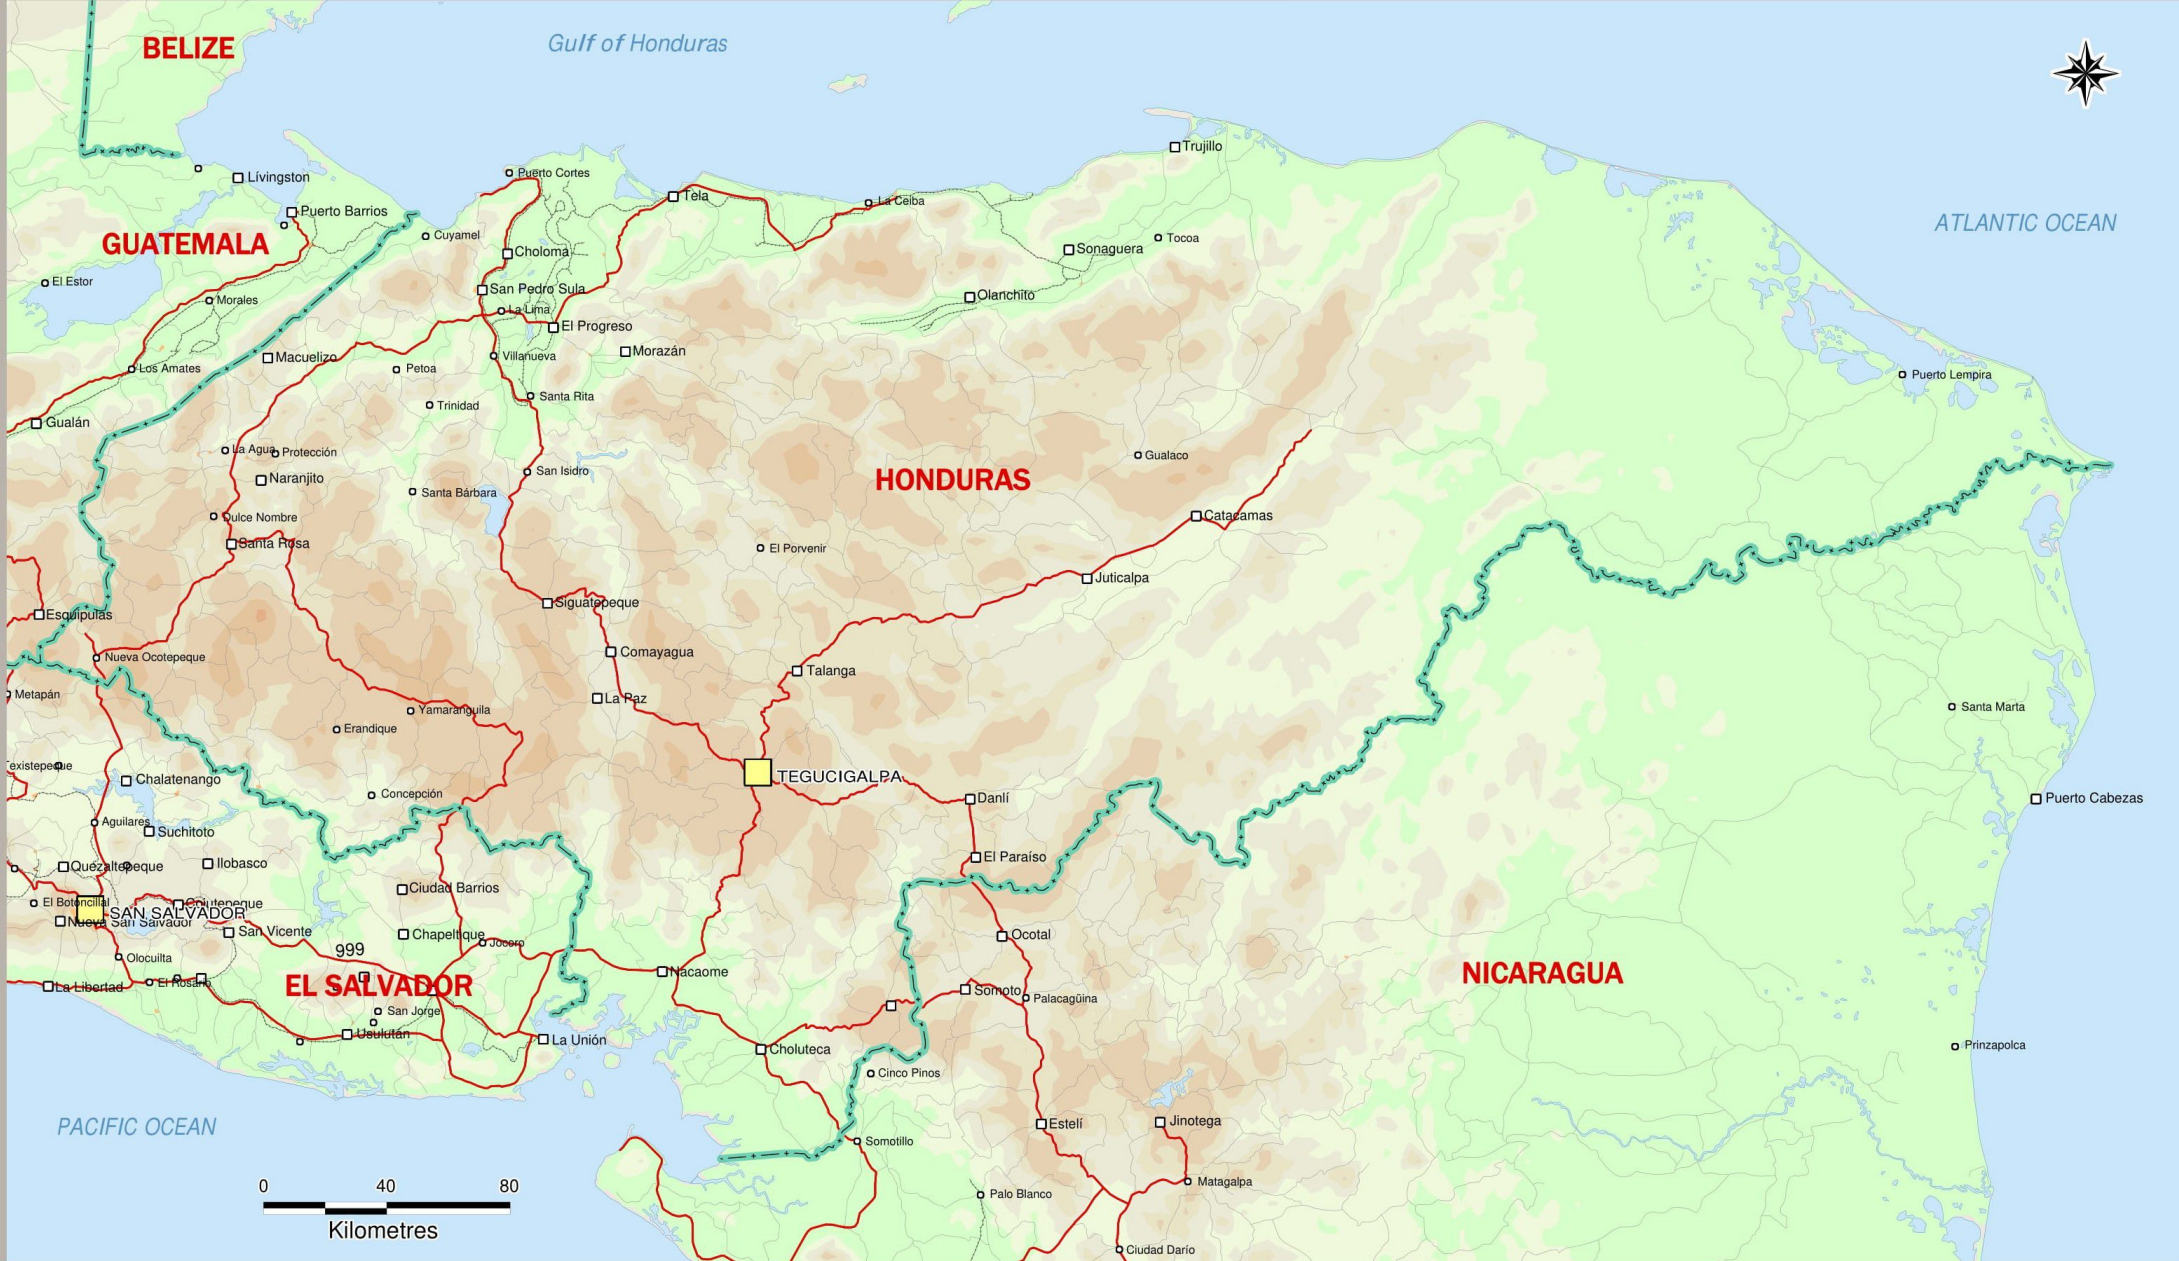 BELIZE
Gulf of Honduras
Trujillo
Lívingston
Puerto Cortes
Tela
La Ceiba
Puerto Barrios
ATLANTIC OCEAN
GUATEMALA
Cuyamel
Choloma
Sonaguera
Tocoa
El Estor
Morales
San Pedro Sula
Olanchito
La Lima
El Progreso
Macuelizo
Villanueva
Morazán
Los Amates
Petoa
Puerto Lempira
Trinidad
Santa Rita
Gualán
La Agua
Protección
Gualaco
Naranjito
San Isidro
HONDURAS
Santa Bárbara
Dulce Nombre
Catacamas
Santa Rosa
El Porvenir
Juticalpa
Esquipulas
Siguatepeque
Nueva Ocotepeque
Comayagua
Talanga
Metapán
La Paz
Yamaranguila
Santa Marta
Erandique
Texistepeque
Chalatenango
TEGUCIGALPA
Concepción
Danlí
Puerto Cabezas
Aguilares
Suchitoto
El Paraíso
Quezaltepeque
Ilobasco
Ciudad Barrios
El Botoncillal
Cojutepeque
SAN SALVADOR
Nueva San Salvador
San Vicente
Chapeltique
Jocoro
Ocotal
999
Olocuilta
Nacaome
NICARAGUA
El Rosario
EL SALVADOR
La Libertad
Somoto
Palacagüina
San Jorge
Usulután
La Unión
Choluteca
Prinzapolca
Cinco Pinos
PACIFIC OCEAN
Estelí
Jinotega
Somotillo
0 40 80
Kilometres
Palo Blanco
Matagalpa
Ciudad Darío